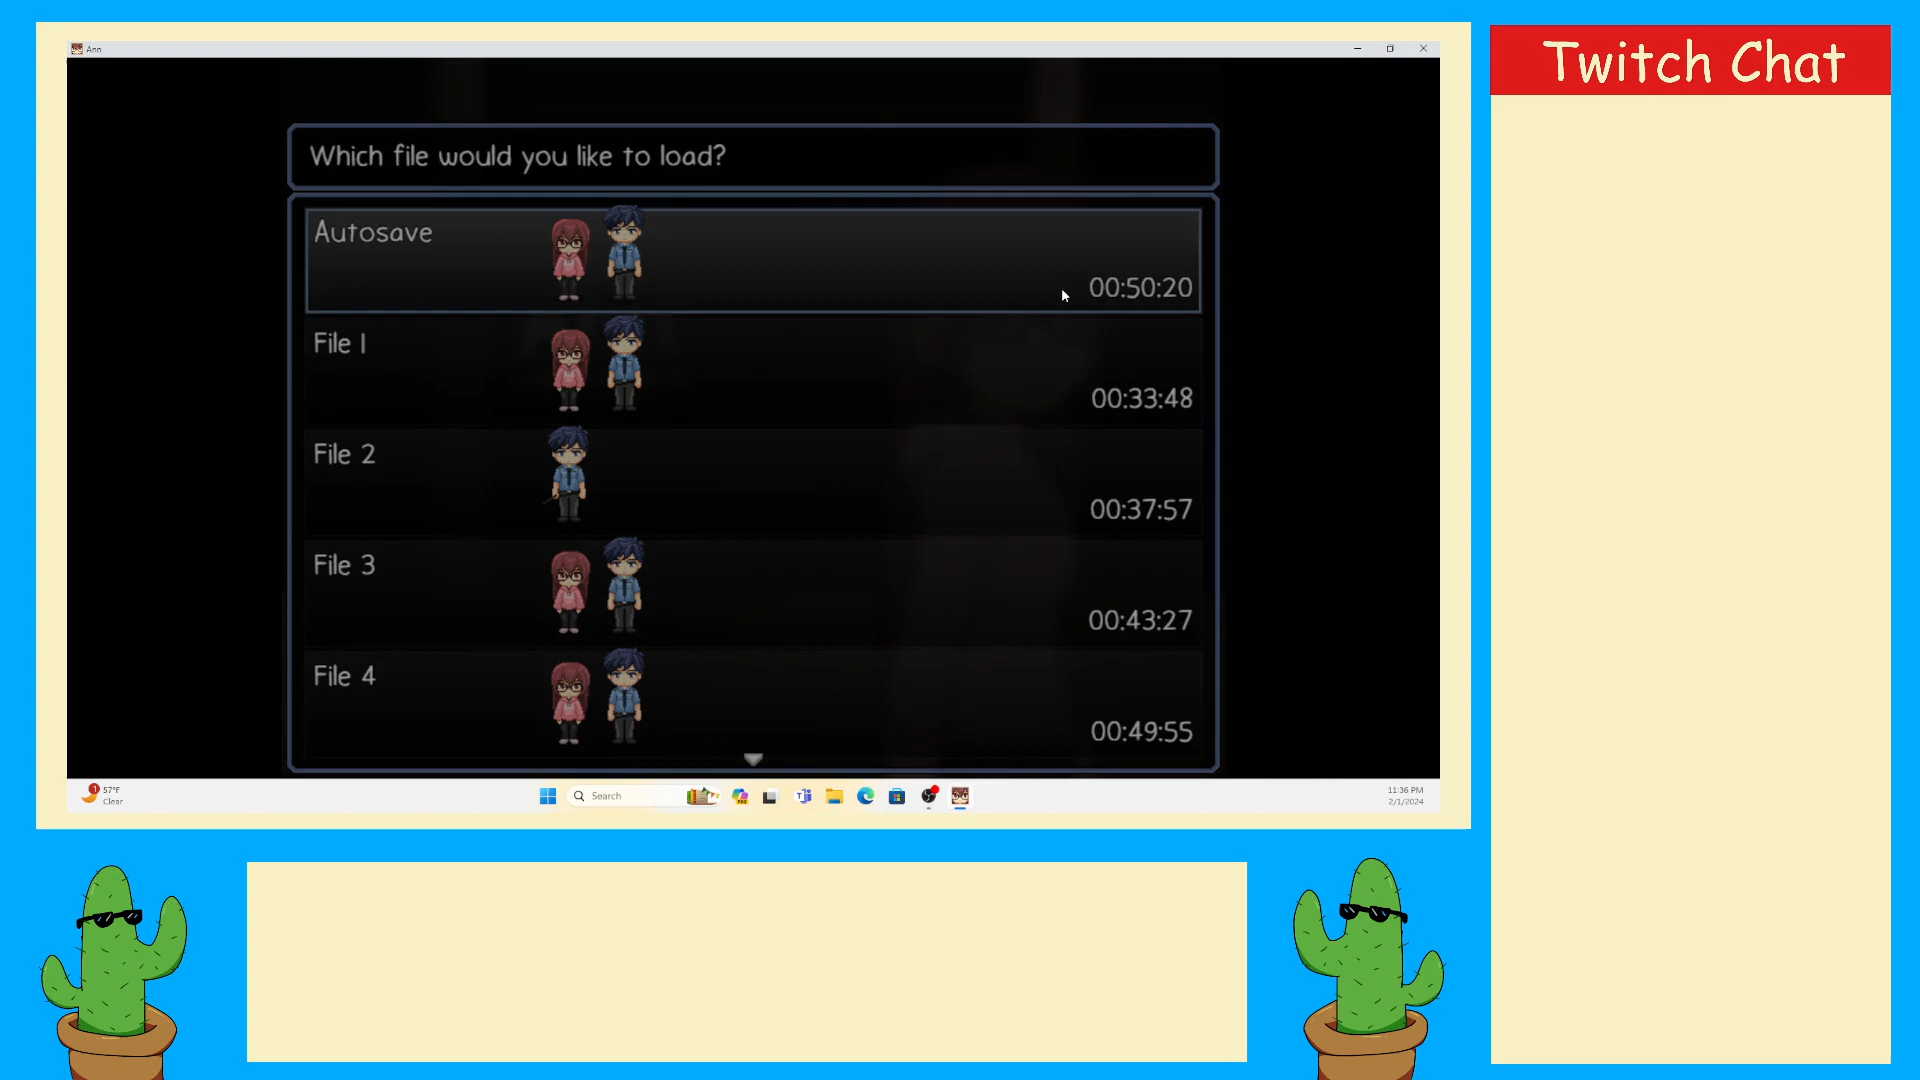 Ann
Twitch Chat
Which file would you like to load?
Autosave
00:50:20
File 1
00:33:48
File 2
00:37:57
File 3
00:43:27
File 4
00:49:55
1
57°F
Clear
Search
11:36 PM
2/1/2024